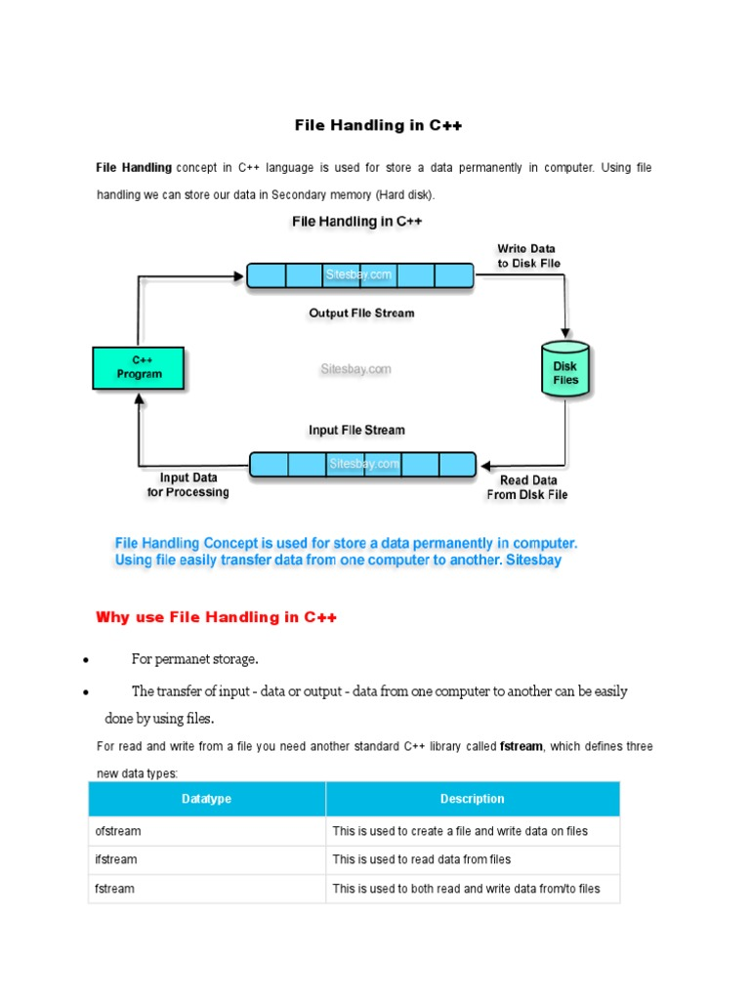 File Handling in C++
File Handling concept in C++ language is used for store a data permanently in computer. Using file
handling we can store our data in Secondary memory (Hard disk).
File Handling in C++
Write Data
to Disk File
Sitesbay.com
Output File Stream
C++
Program
Sitesbay.com
Disk
Files
Input File Stream
Sitesbay.com
Input Data
for Processing
Read Data
From Disk File
File Handling Concept is used for store a data permanently in computer.
Using file easily transfer data from one computer to another. Sitesbay
Why use File Handling in C++
• For permanet storage.
• The transfer of input - data or output - data from one computer to another can be easily
done by using files.
For read and write from a file you need another standard C++ library called fstream, which defines three
new data types:
Datatype Description
ofstream This is used to create a file and write data on files
ifstream This is used to read data from files
fstream This is used to both read and write data from/to files